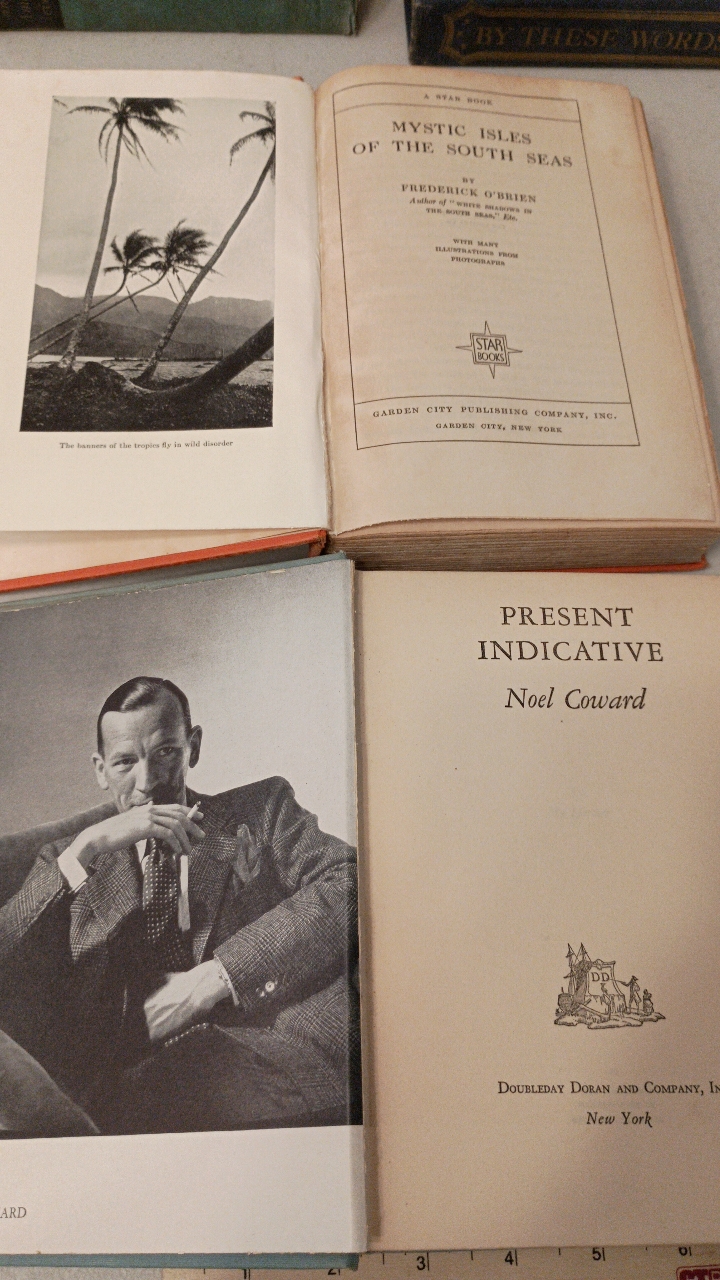 BY THESE WORDS
A STAR BOOK
MYSTIC ISLES
OF THE SOUTH SEAS
BY
FREDERICK O'BRIEN
Author of "WHITE SHADOWS IN
THE SOUTH SEAS," Etc.
WITH MANY
ILLUSTRATIONS FROM
PHOTOGRAPHS
STAR
BOOKS
GARDEN CITY PUBLISHING COMPANY, INC.
GARDEN CITY, NEW YORK
The banners of the tropics fly in wild disorder
PRESENT
INDICATIVE
Noel Coward
DD
DOUBLEDAY DORAN AND COMPANY, IN
New York
ARD
2 3 4 5 6